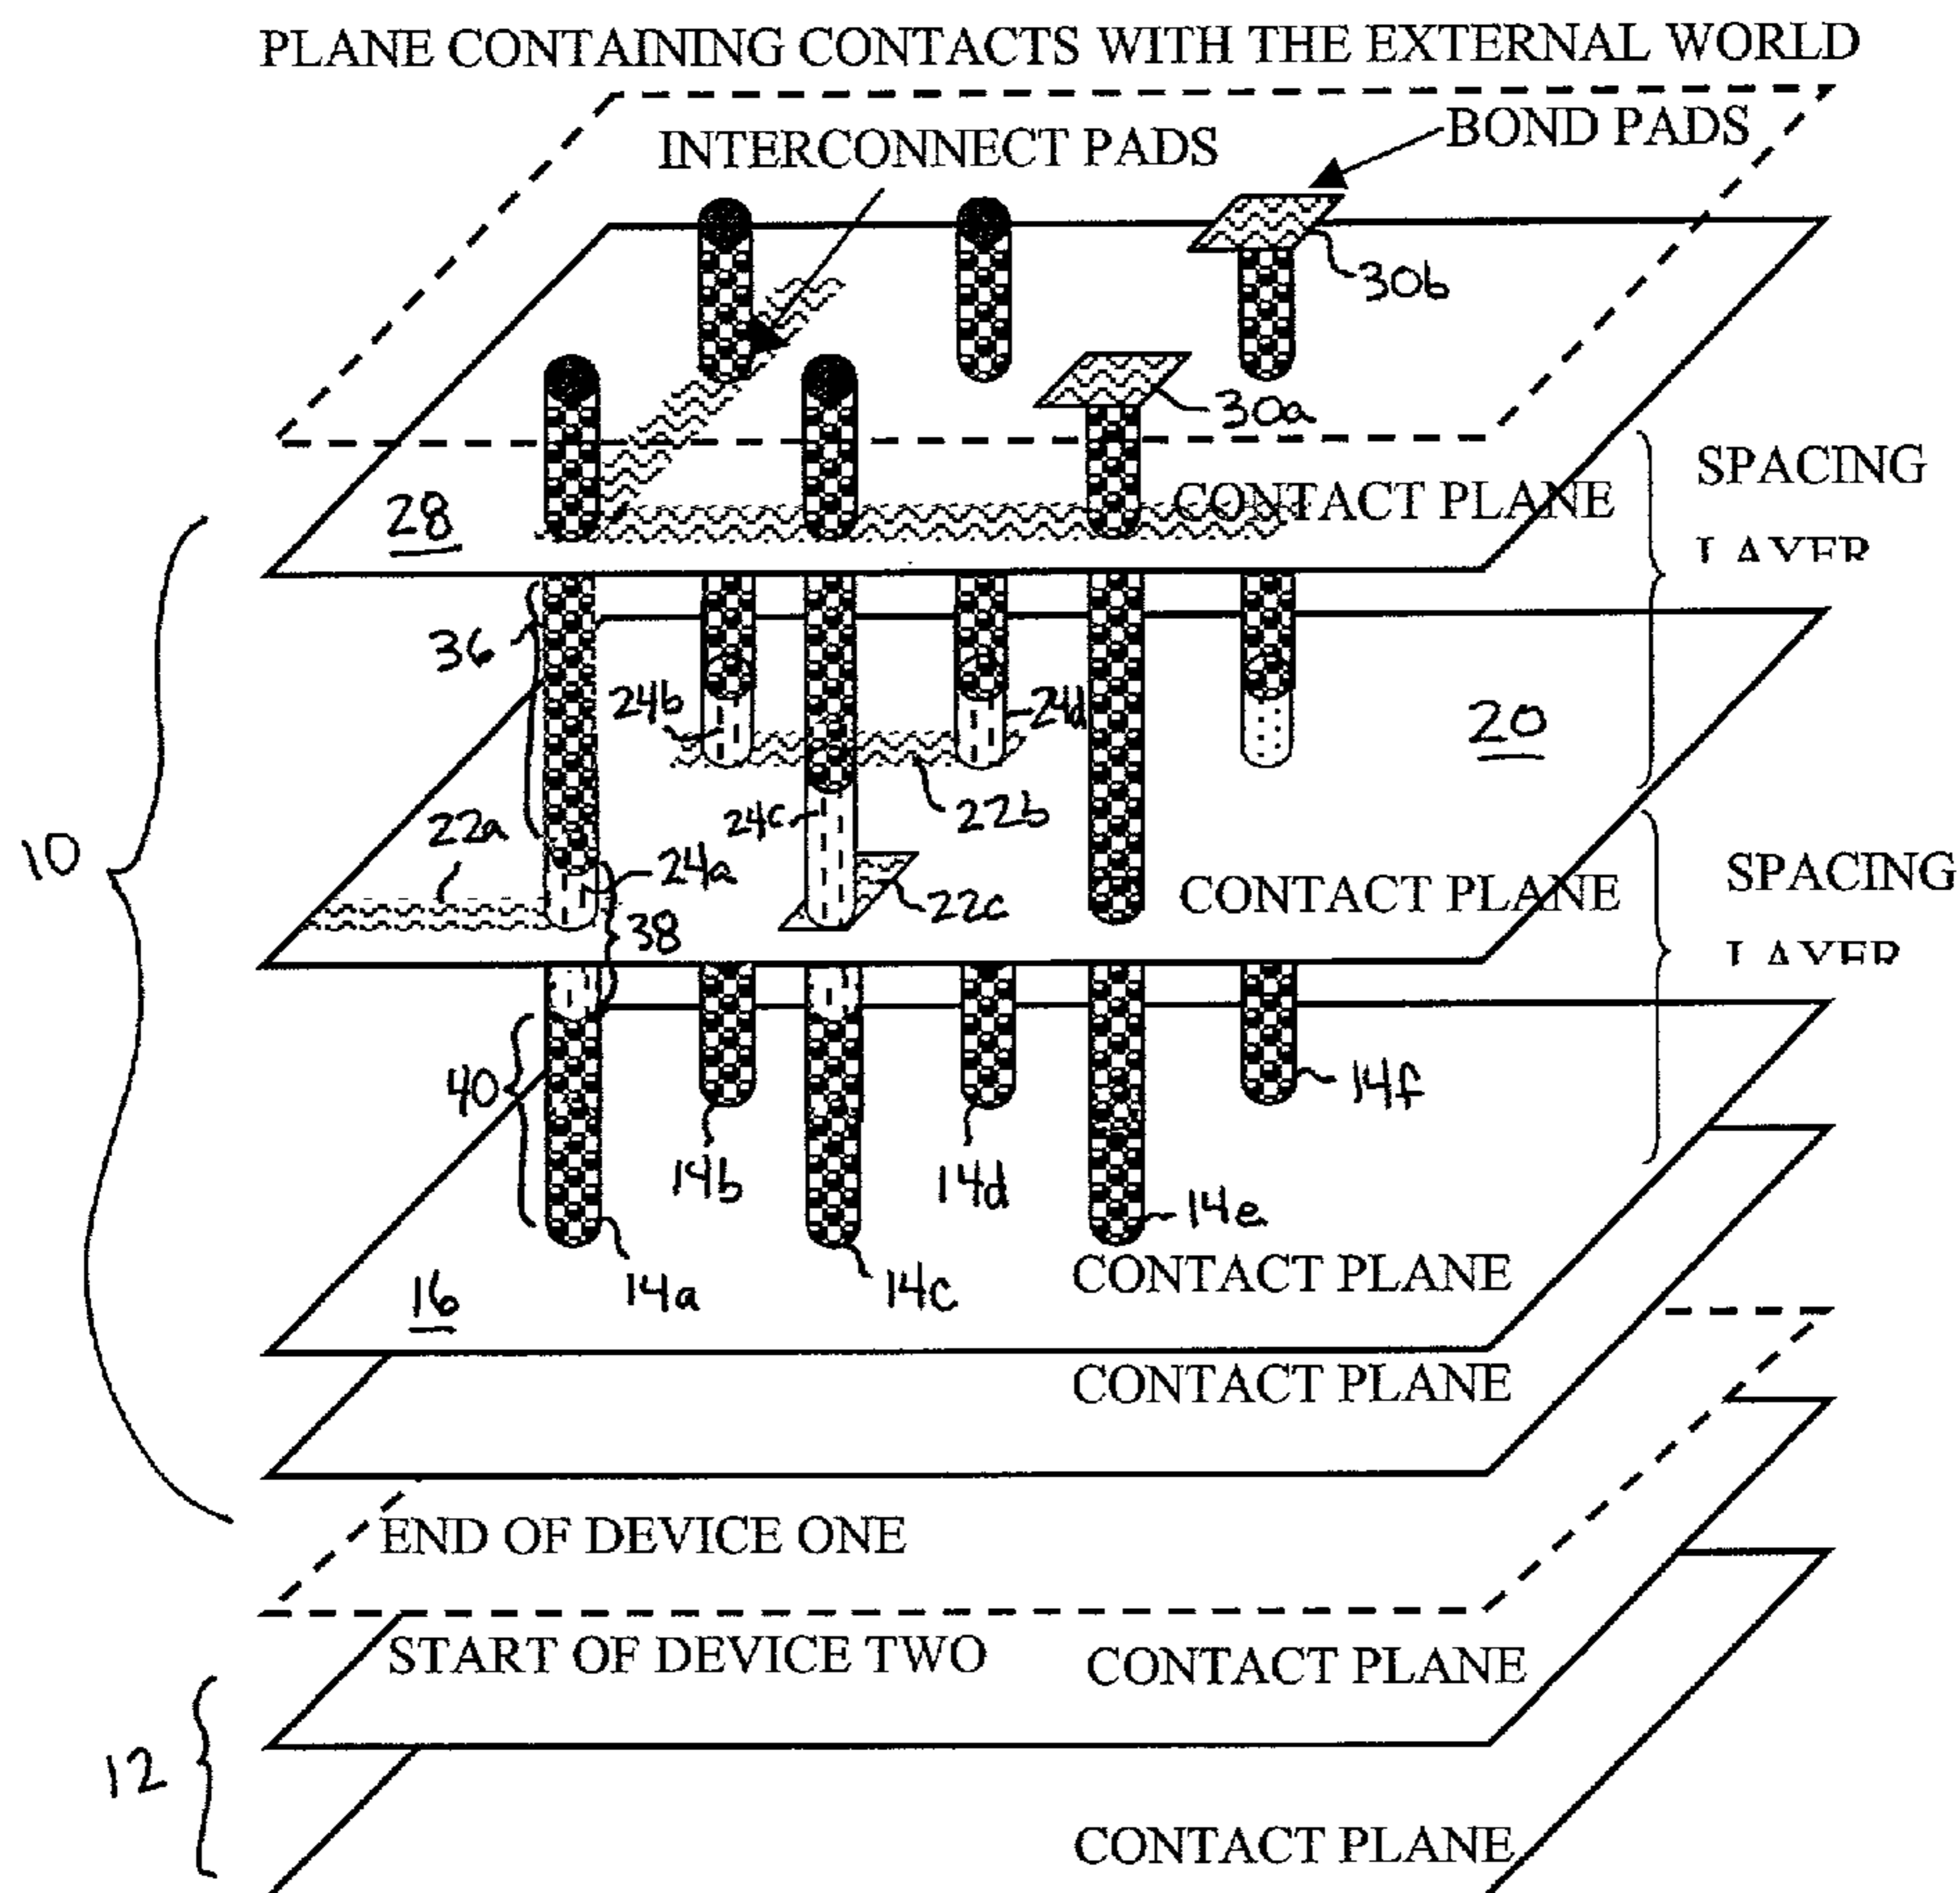 PLANE CONTAINING CONTACTS WITH THE EXTERNAL WORLD
INTERCONNECT PADS
BOND PADS
30b
30a
SPACING
LAYER
CONTACT PLANE
28
36
24b
24d
20
10
22a
24c
22b
24a
38
22c
CONTACT PLANE
SPACING
LAYER
40
14b
14d
14f
14e
14a
14c
16
CONTACT PLANE
CONTACT PLANE
END OF DEVICE ONE
START OF DEVICE TWO
CONTACT PLANE
12
CONTACT PLANE